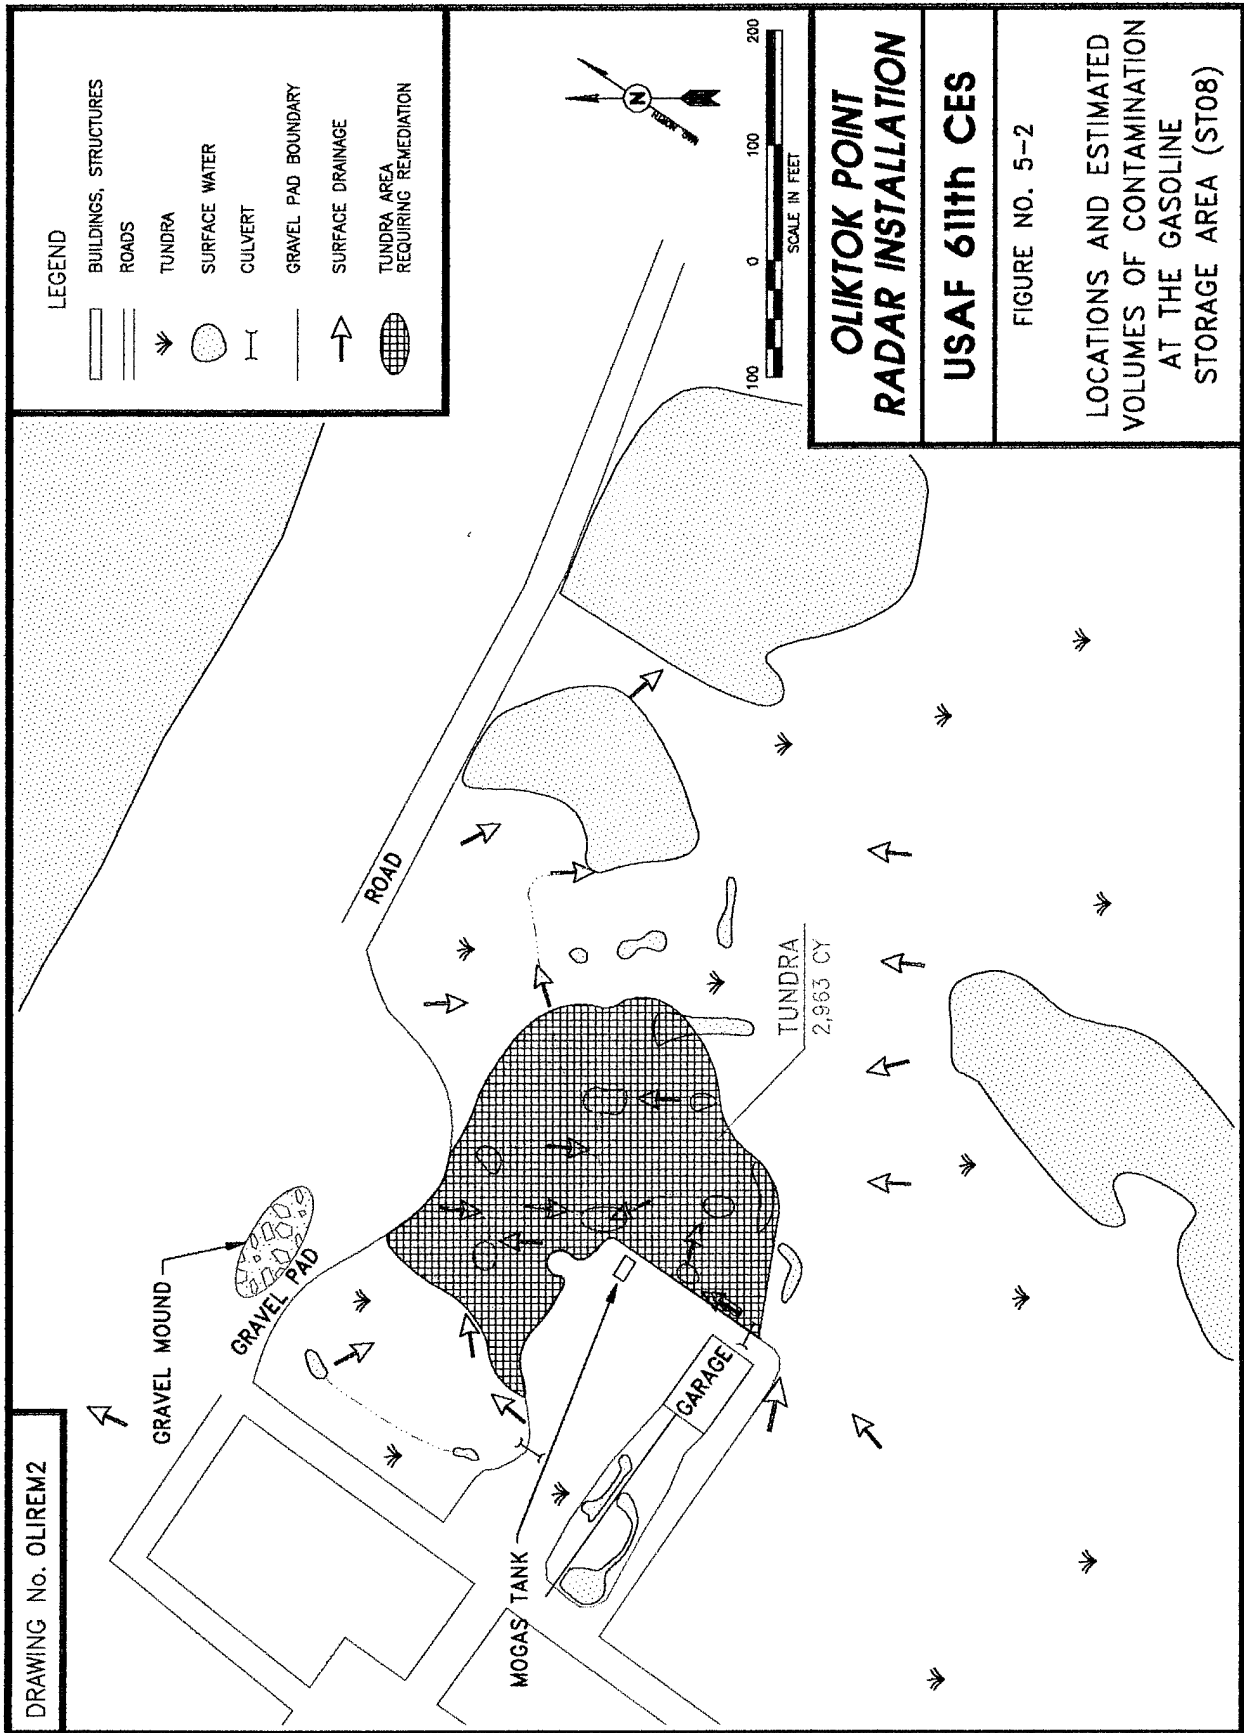 DRAWING No. OLIREM2
LEGEND
BUILDINGS, STRUCTURES
ROADS
TUNDRA
SURFACE WATER
CULVERT
GRAVEL PAD BOUNDARY
SURFACE DRAINAGE
TUNDRA AREA
REQUIRING REMEDIATION
GRAVEL MOUND
GRAVEL PAD
ROAD
MOGAS TANK
GARAGE
TUNDRA
2,963 CY
N
MAG. NORTH
100
0
100
200
SCALE IN FEET
OLIKTOK POINT
RADAR INSTALLATION
USAF 611th CES
FIGURE NO. 5-2
LOCATIONS AND ESTIMATED
VOLUMES OF CONTAMINATION
AT THE GASOLINE
STORAGE AREA (ST08)